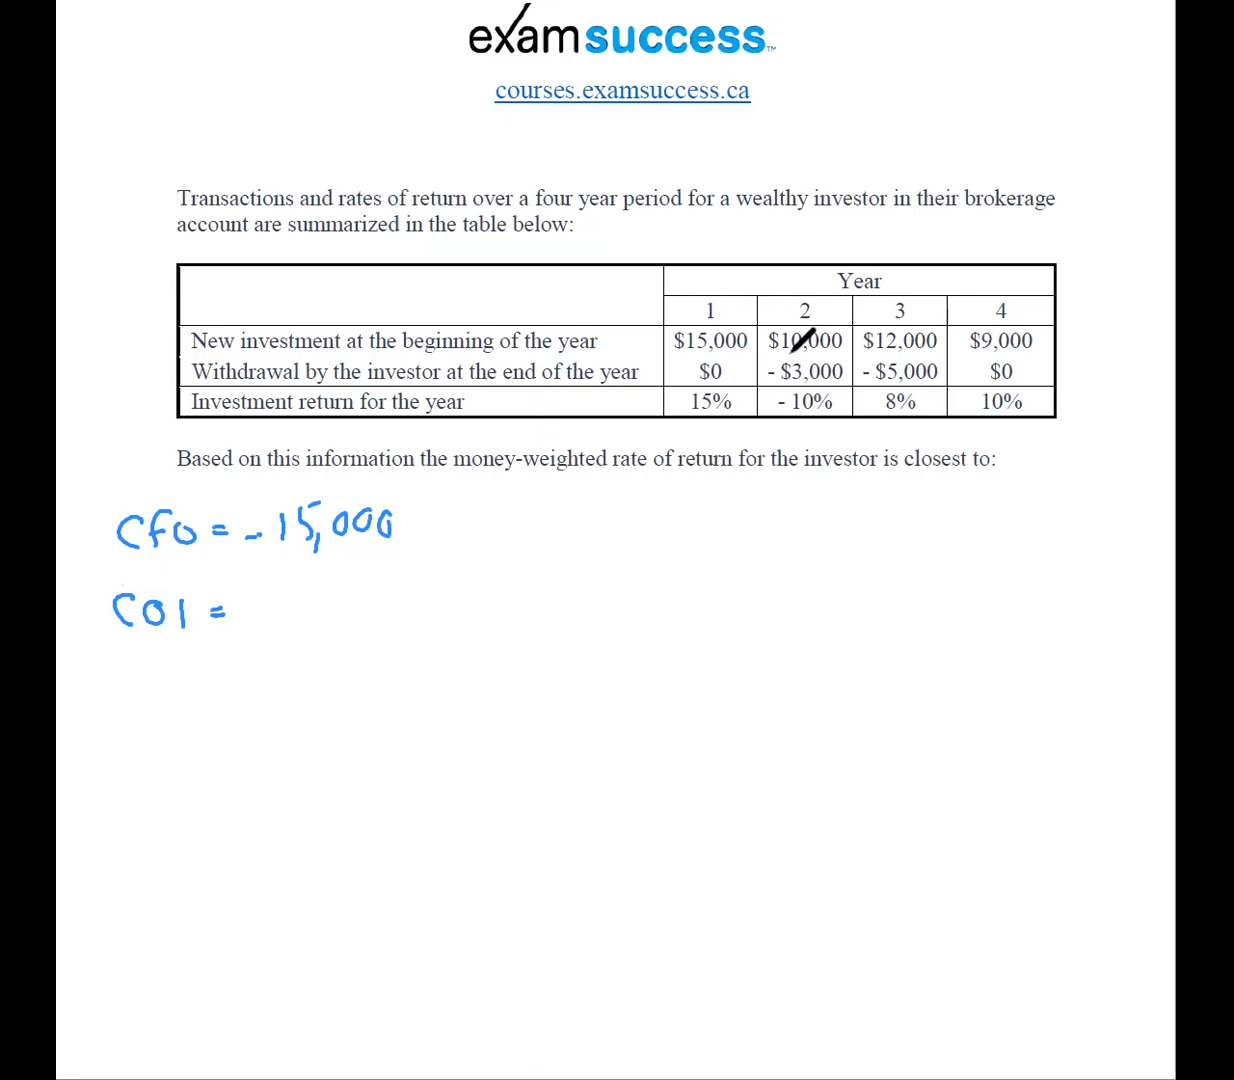 examsuccess™
courses.examsuccess.ca
Transactions and rates of return over a four year period for a wealthy investor in their brokerage
account are summarized in the table below:
Year
1 2 3 4
New investment at the beginning of the year $15,000 $10,000 $12,000 $9,000
Withdrawal by the investor at the end of the year $0 - $3,000 - $5,000 $0
Investment return for the year 15% - 10% 8% 10%
Based on this information the money-weighted rate of return for the investor is closest to:
CF0 = - 15,000
C01 =